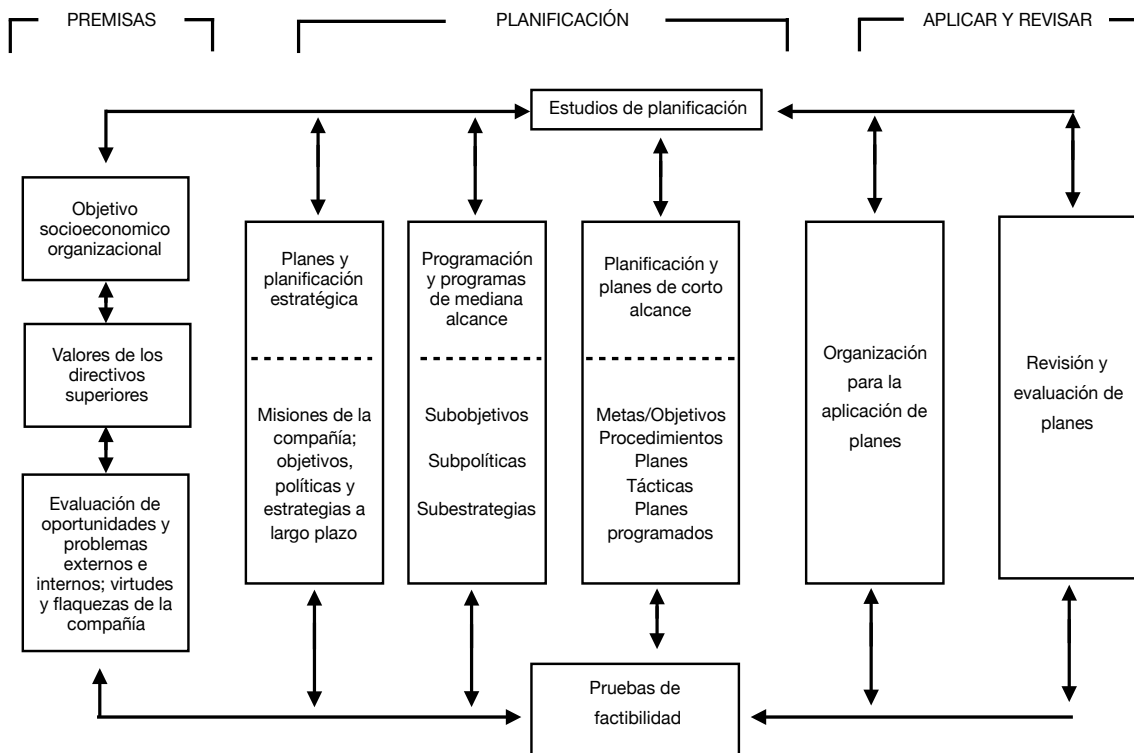 PREMISAS
PLANIFICACIÓN
APLICAR Y REVISAR
Estudios de planificación
Objetivo
socioeconomico
organizacional
Valores de los
directivos
superiores
Evaluación de
oportunidades y
problemas
externos e
internos; virtudes
y flaquezas de la
compañía
Planes y
planificación
estratégica
Misiones de la
compañía;
objetivos,
políticas y
estrategias a
largo plazo
Programación
y programas
de mediana
alcance
Subobjetivos
Subpolíticas
Subestrategias
Planificación y
planes de corto
alcance
Metas/Objetivos
Procedimientos
Planes
Tácticas
Planes
programados
Organización
para la
aplicación de
planes
Revisión y
evaluación de
planes
Pruebas de
factibilidad